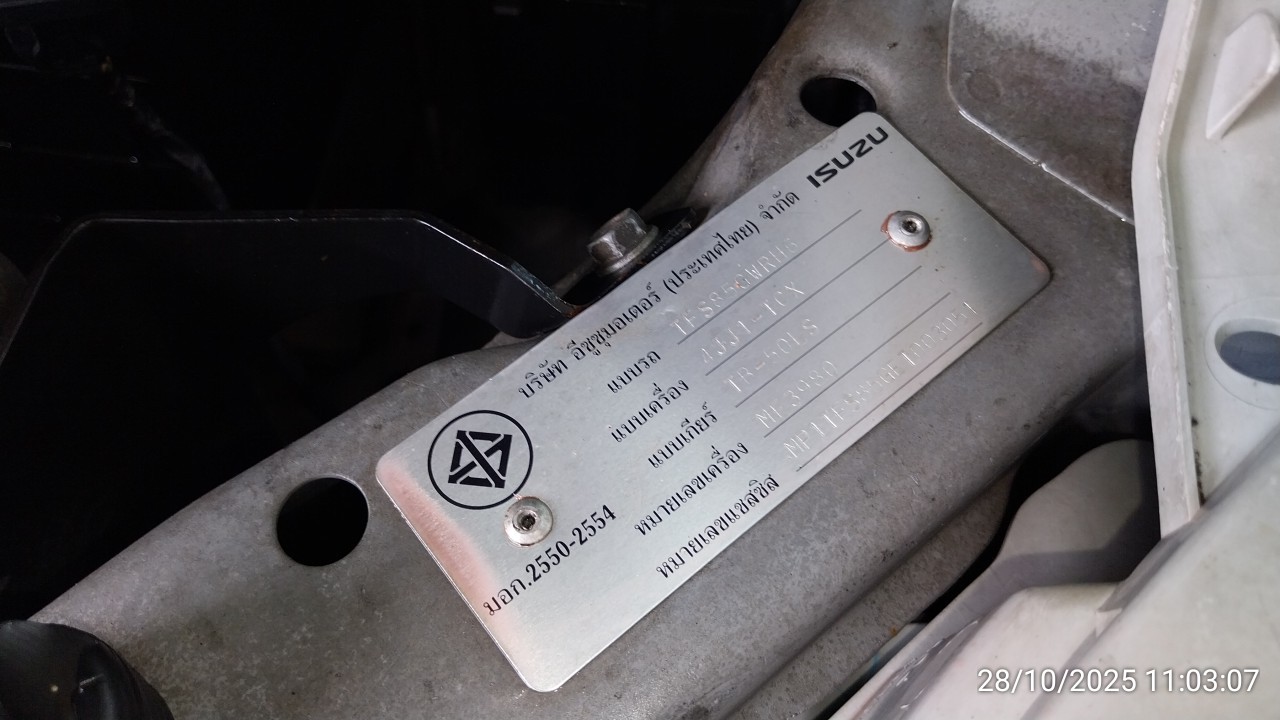 ISUZU
บริษัท อีซูซุมอเตอร์ (ประเทศไทย) จำกัด
แบบรถ
แบบเครื่อง 4JJ1-TCX
แบบเกียร์ TB-50LS
หมายเลขเครื่อง
หมายเลขแชสซิส
มอก.2550-2554
28/10/2025 11:03:07